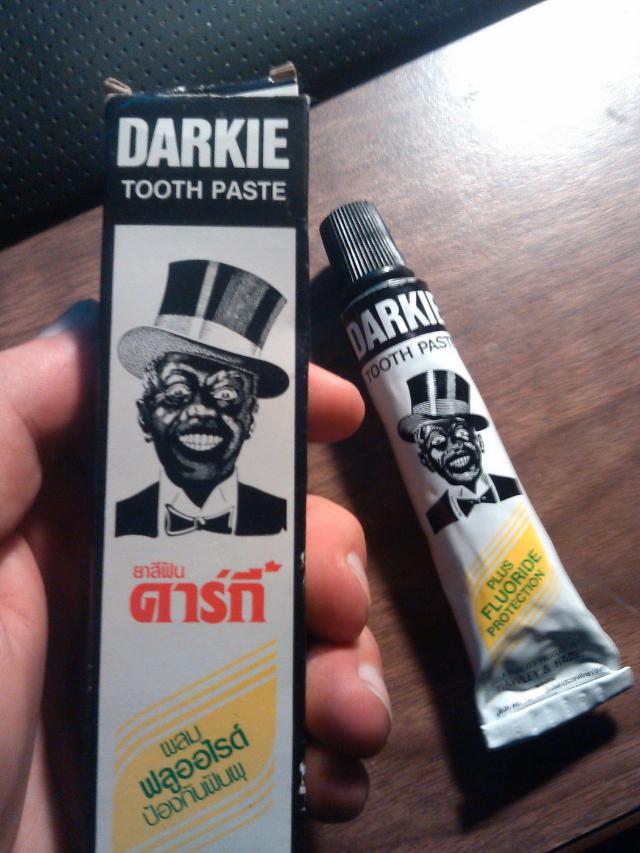 DARKIE
TOOTH PASTE
ยาสีฟัน
ดาร์กี้
ผสม
ฟลูออไรด์
ป้องกันฟันผุ
DARKIE
TOOTH PASTE
PLUS
FLUORIDE
PROTECTION